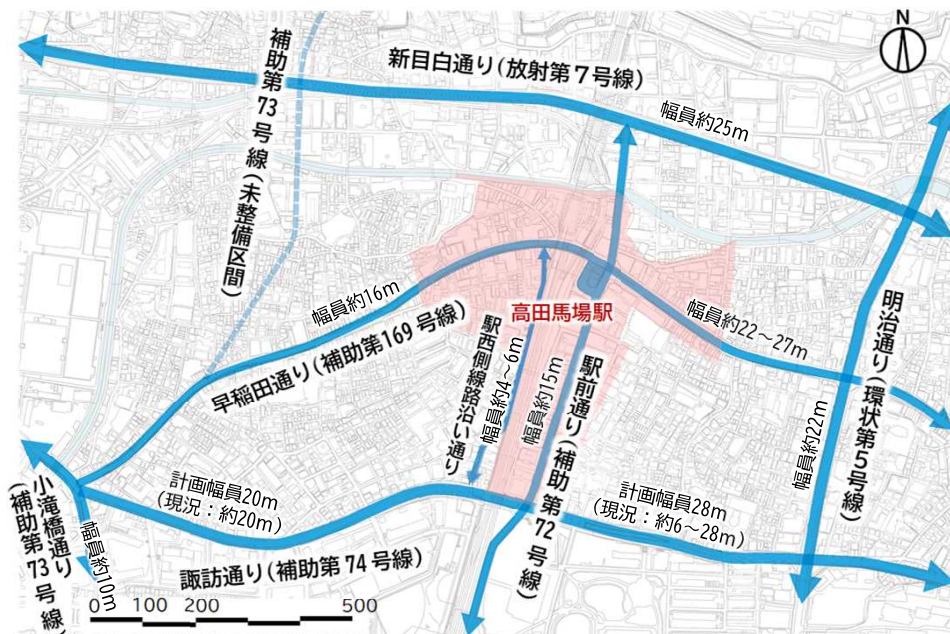 N
新目白通り(放射第7号線)
幅員約25m
補助第73号線(未整備区間)
幅員約16m
早稲田通り(補助第169号線)
高田馬場駅
幅員約22～27m
駅西側線路沿い通り
幅員約4～6m
幅員約15m
駅前通り(補助第72号線)
明治通り(環状第5号線)
幅員約22m
計画幅員20m
(現況：約20m)
計画幅員28m
(現況：約6～28m)
諏訪通り(補助第74号線)
小滝橋通り
(補助第73号線)
幅員約10m
0 100 200 500